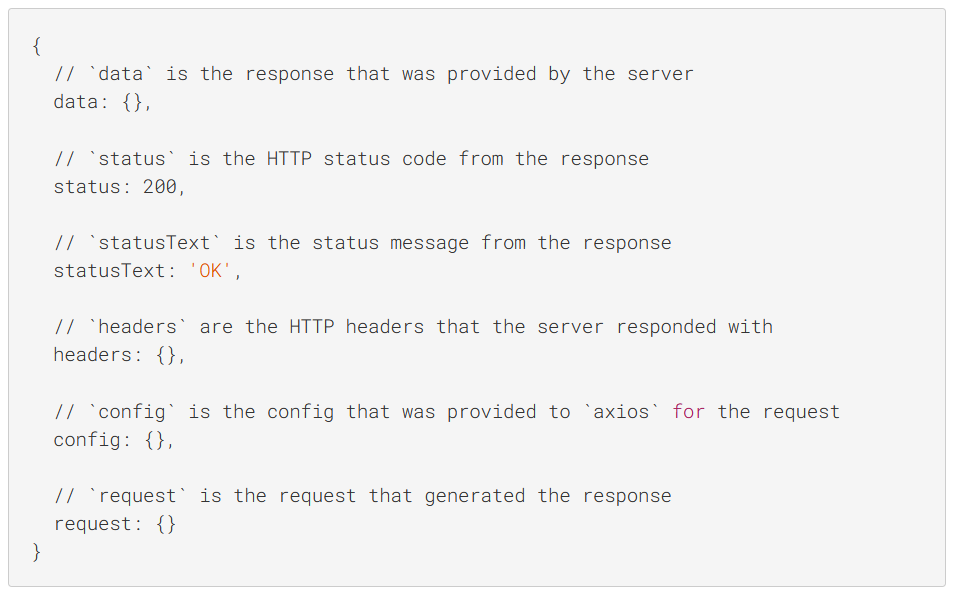 {
  // `data` is the response that was provided by the server
  data: {},
  // `status` is the HTTP status code from the response
  status: 200,
  // `statusText` is the status message from the response
  statusText: 'OK',
  // `headers` are the HTTP headers that the server responded with
  headers: {},
  // `config` is the config that was provided to `axios` for the request
  config: {},
  // `request` is the request that generated the response
  request: {}
}